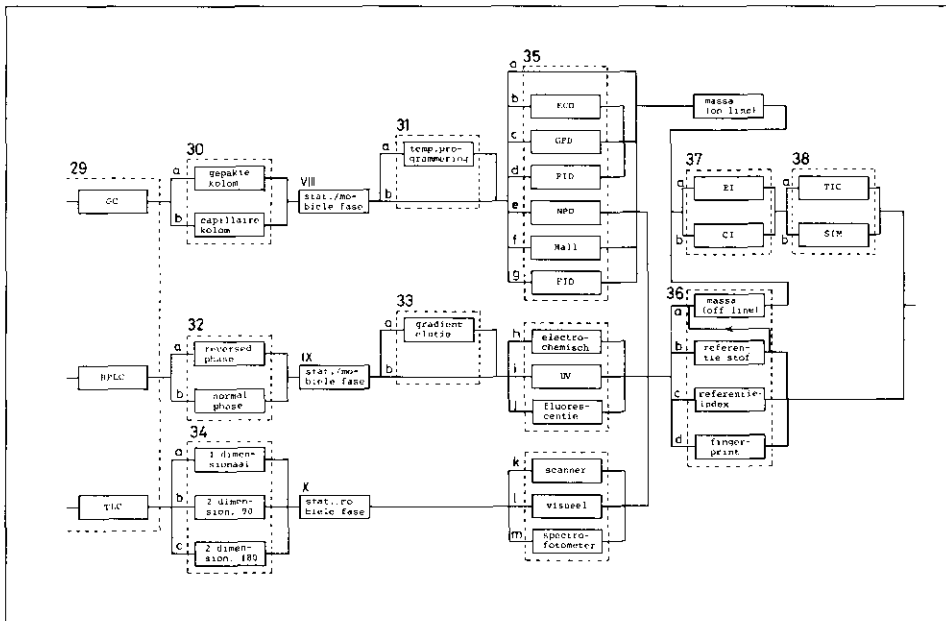 29
GC
HPLC
TLC
30
a
gepakte
kolom
b
capillaire
kolom
VIII
stat./mo-
biele fase
31
a
temp.pro-
grammering
b
32
a
reversed
phase
b
normal
phase
IX
stat./mo-
biele fase
33
a
gradient
elutie
b
34
a
1 dimen-
sionaal
b
2 dimen-
sion. 90
c
2 dimen-
sion. 180
X
stat.
biele fase
35
a
b
ECD
c
d
PID
e
NPD
f
Hall
g
FID
h
electro-
chemisch
i
UV
j
fluores-
centie
k
scanner
l
visueel
m
spectro-
fotometer
massa
(on line)
37
a
EI
b
CI
38
a
TIC
b
SIM
36
a
massa
(off line)
b
referen-
tie stof
c
referentie-
index
d
finger-
print